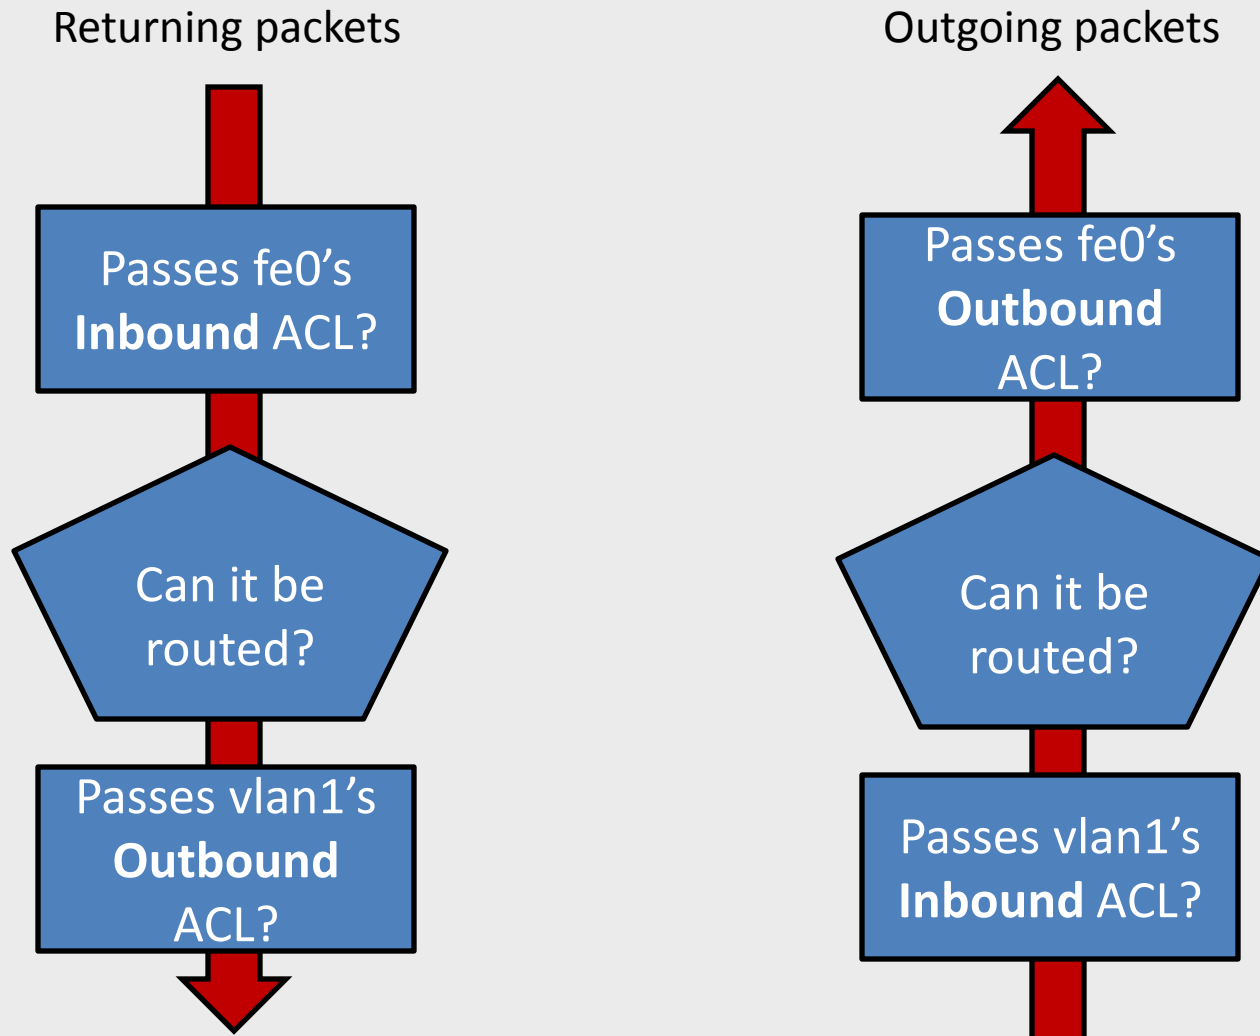 Returning packets
Passes fe0’s
Inbound ACL?
Can it be
routed?
Passes vlan1’s
Outbound
ACL?
Outgoing packets
Passes fe0’s
Outbound
ACL?
Can it be
routed?
Passes vlan1’s
Inbound ACL?